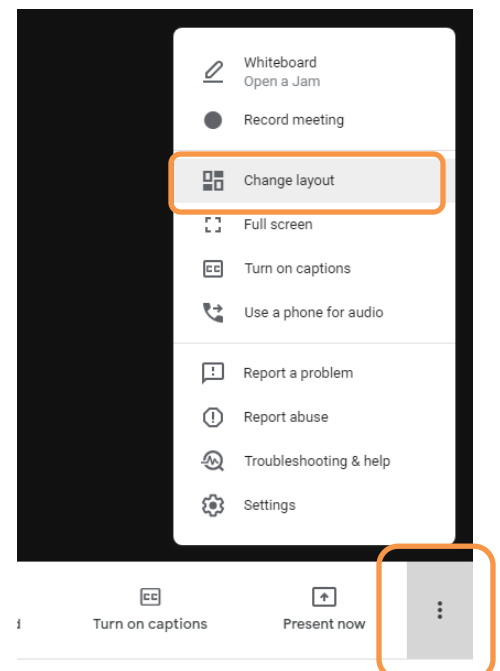 Whiteboard
Open a Jam
Record meeting
Change layout
Full screen
Turn on captions
Use a phone for audio
Report a problem
Report abuse
Troubleshooting & help
Settings
Turn on captions
Present now